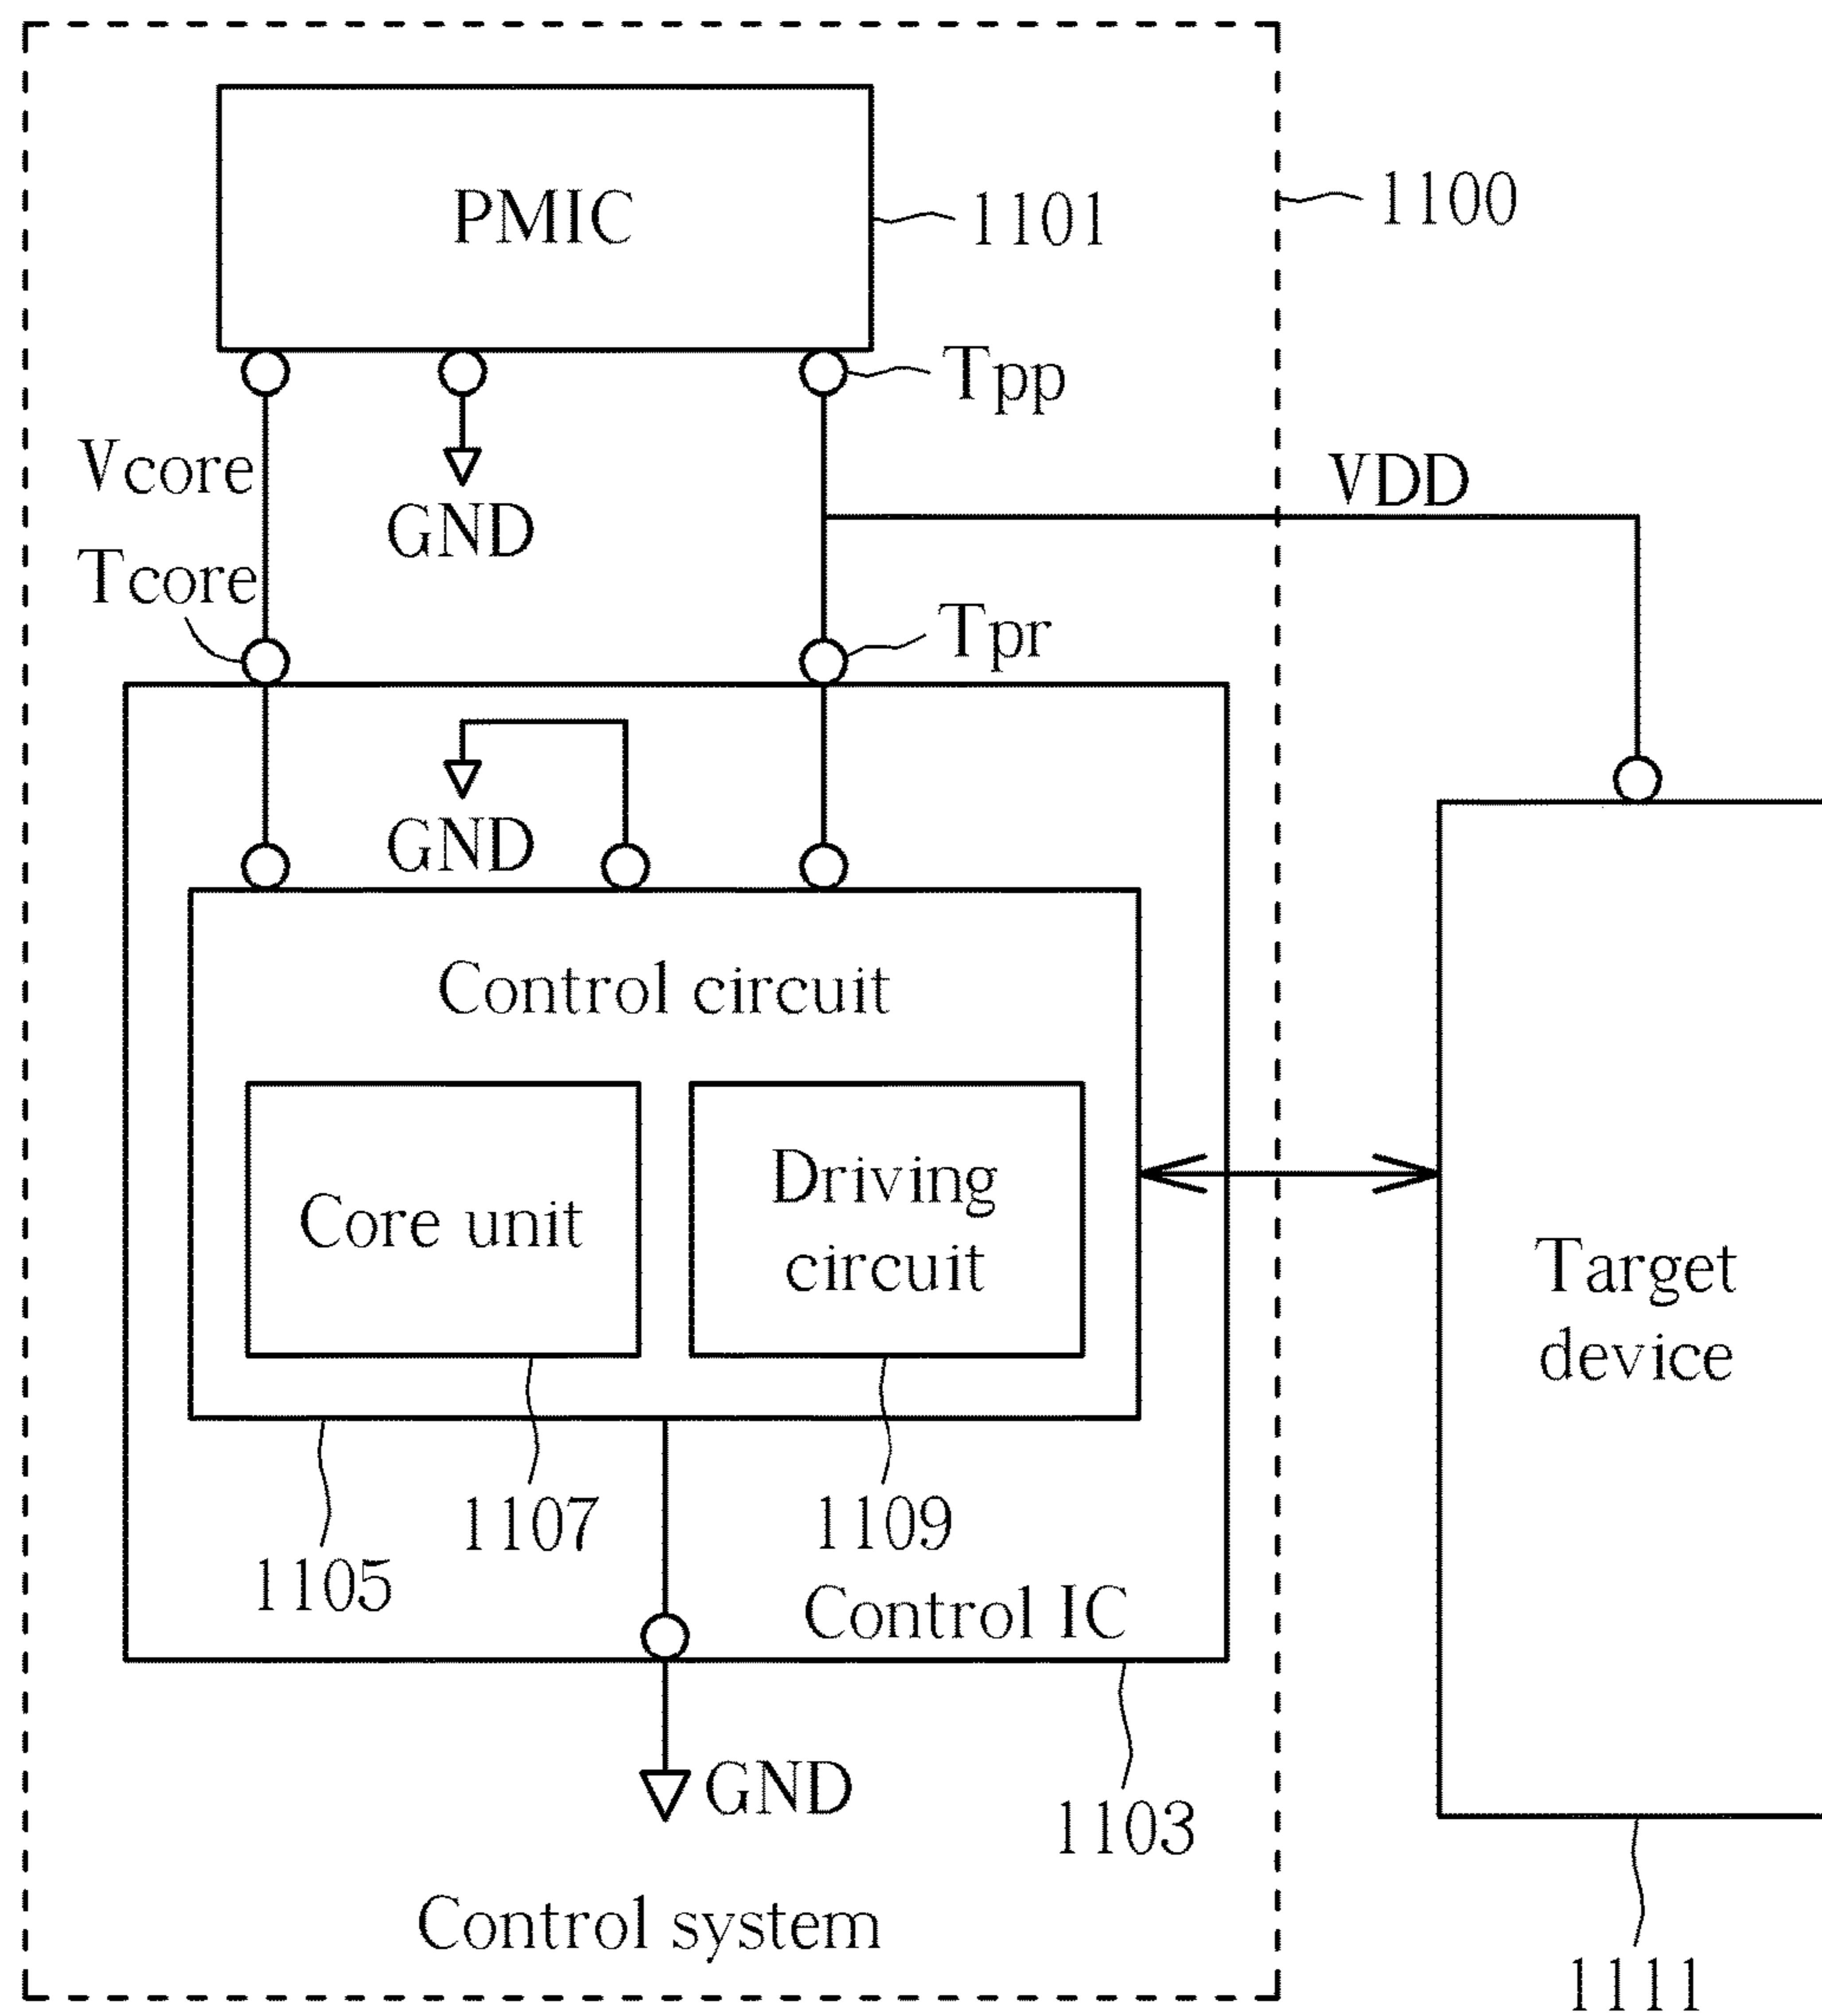 PMIC
1101
1100
Tpp
Vcore
GND
VDD
Tcore
Tpr
GND
Control circuit
Core unit
Driving
circuit
Target
device
1107
1109
1105
Control IC
GND
1103
Control system
1111